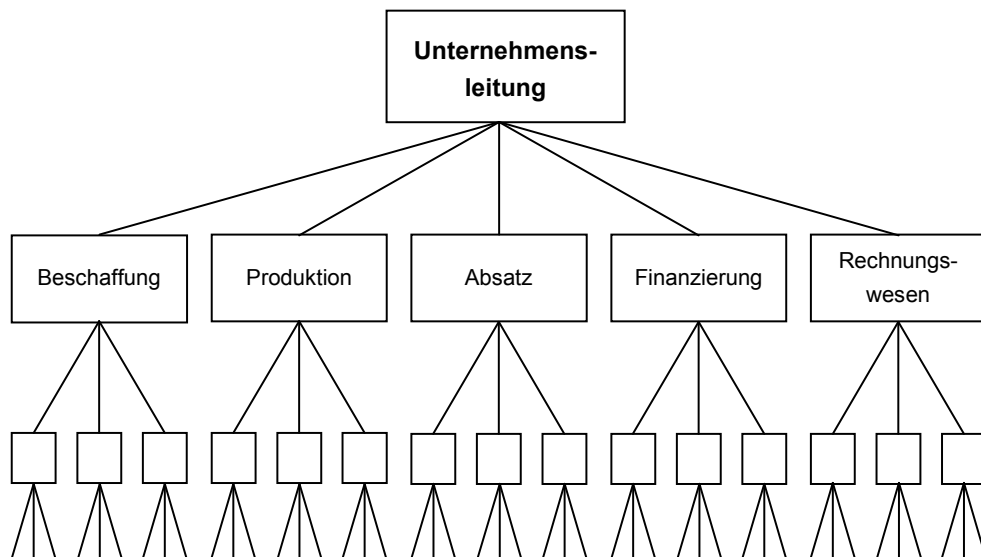 Unternehmens-
leitung
Beschaffung
Produktion
Absatz
Finanzierung
Rechnungs-
wesen